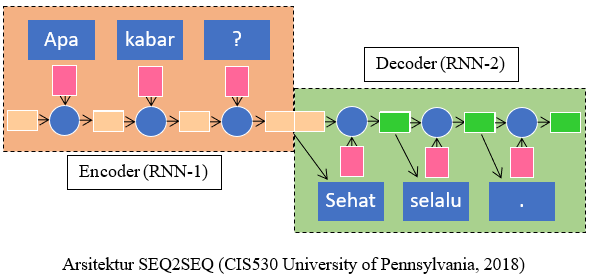 Apa kabar ?
Decoder (RNN-2)
Encoder (RNN-1)
Sehat selalu .
Arsitektur SEQ2SEQ (CIS530 University of Pennsylvania, 2018)